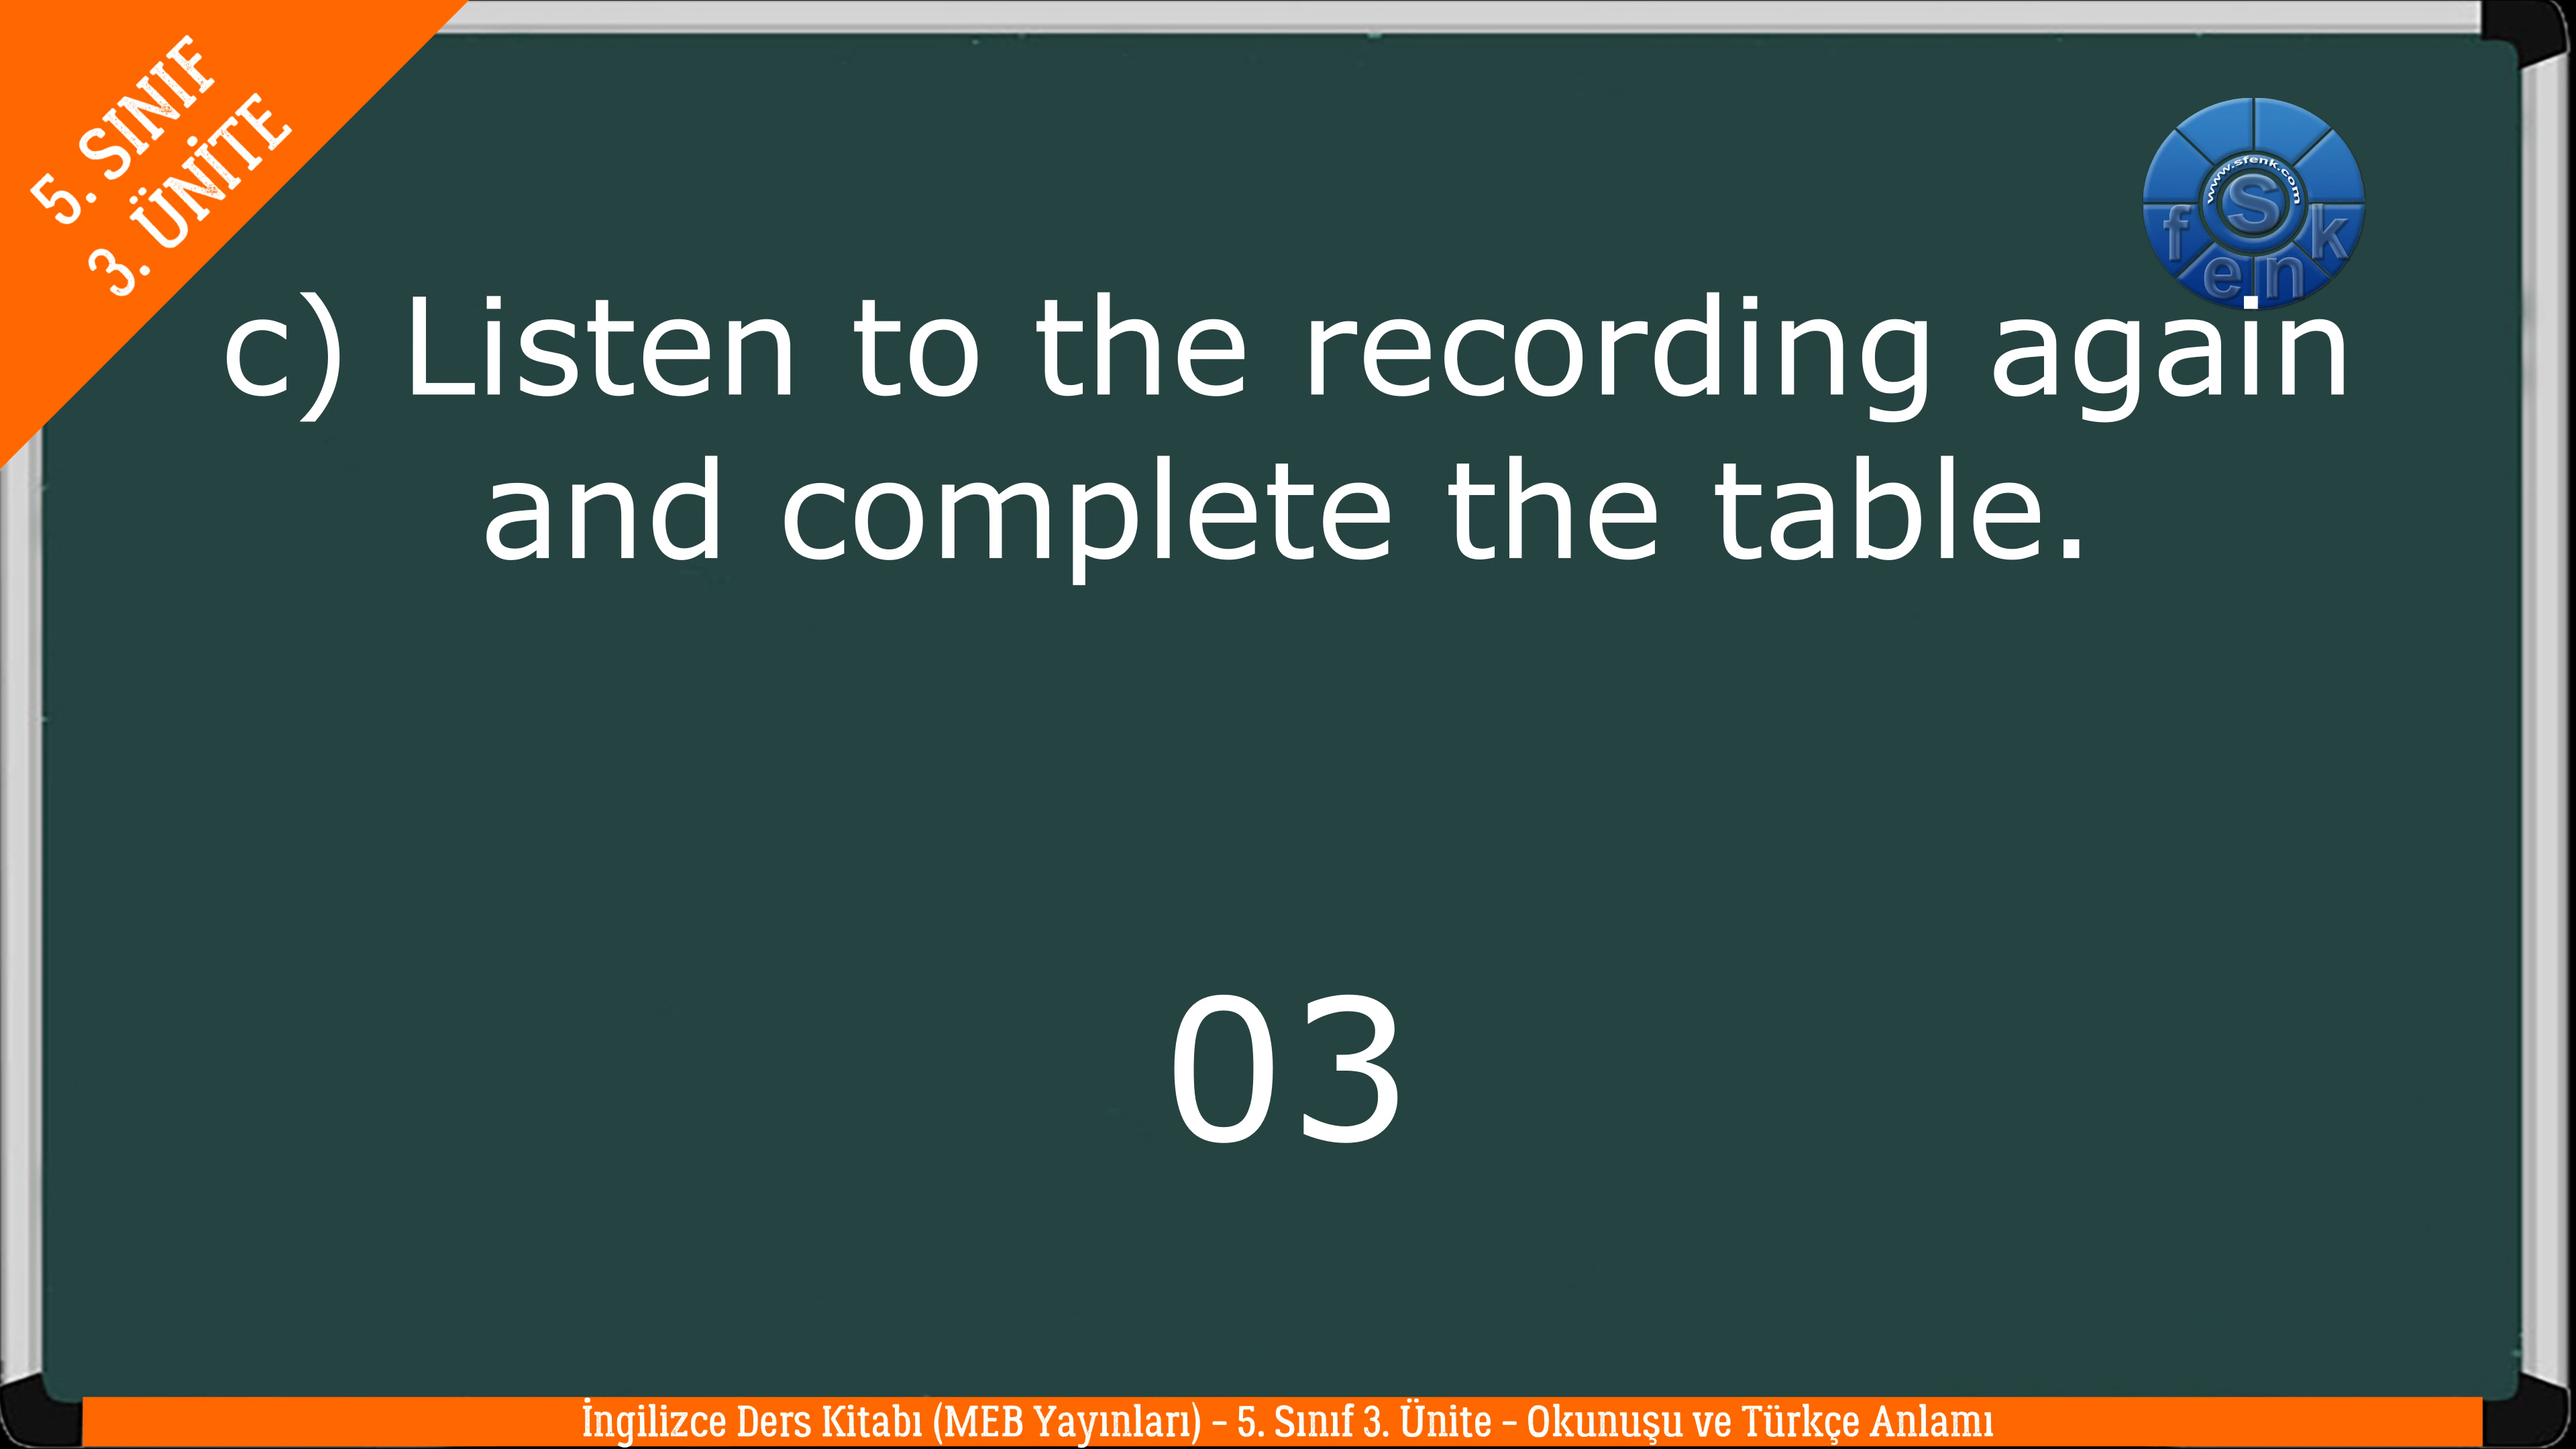 5. SINIF
3. ÜNİTE
www.sfenk.com
S
f e n k
c) Listen to the recording again
and complete the table.
03
İngilizce Ders Kitabı (MEB Yayınları) – 5. Sınıf 3. Ünite – Okunuşu ve Türkçe Anlamı